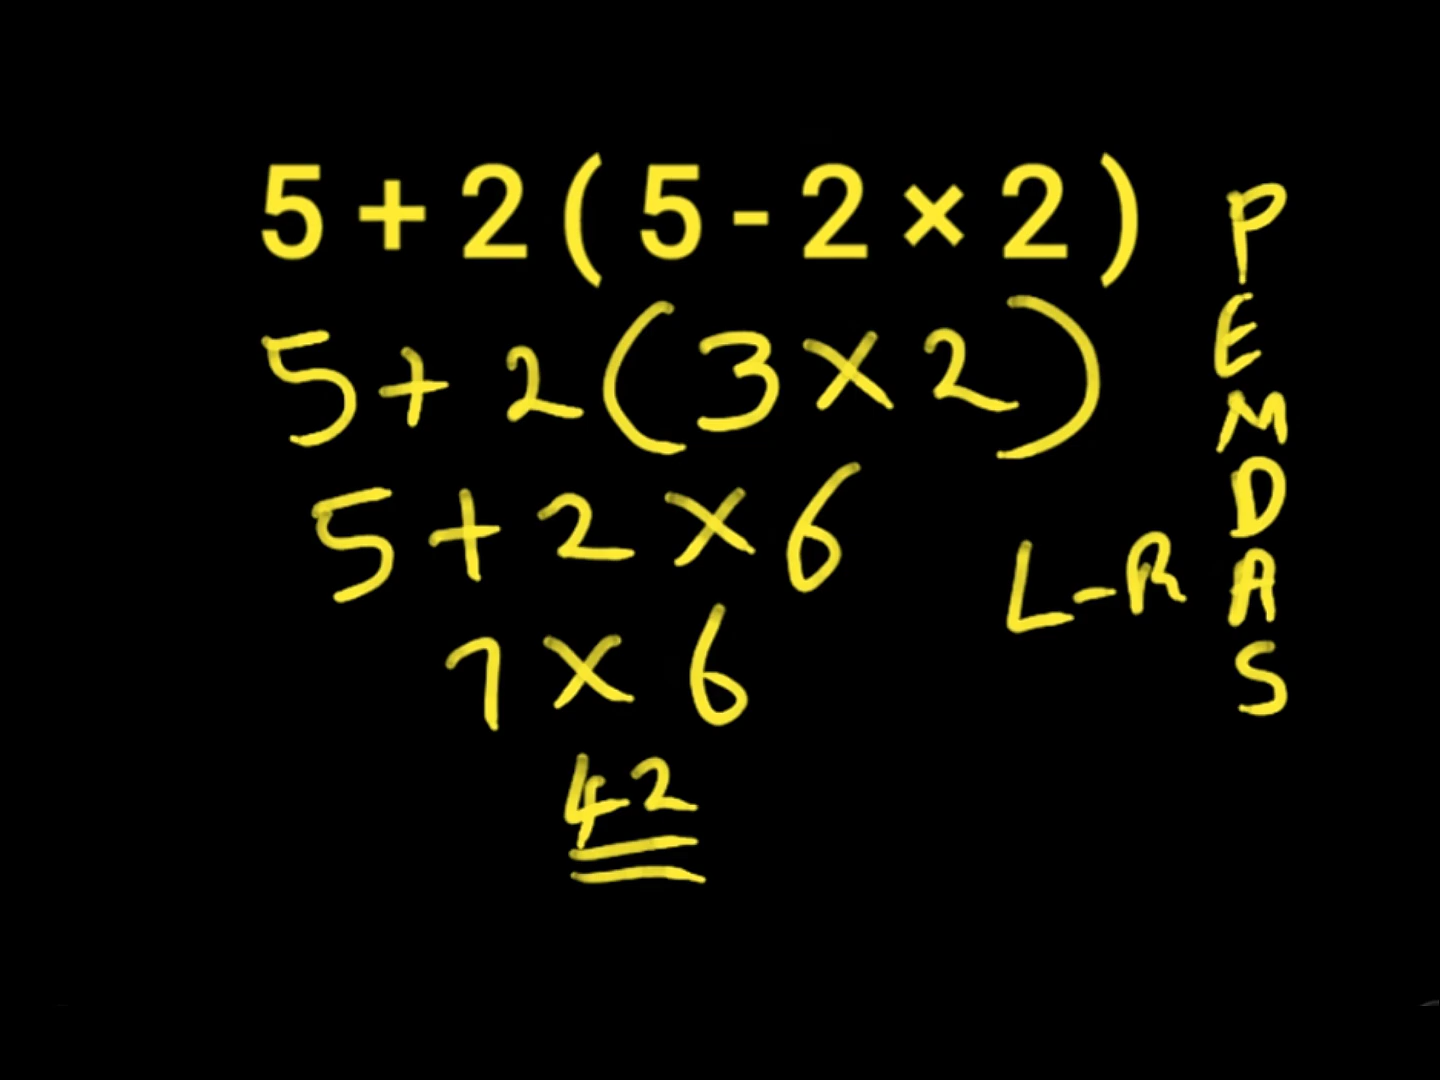 5 + 2 ( 5 - 2 × 2 )
5 + 2 ( 3 × 2 )
5 + 2 × 6
7 × 6
42
L-R
P
E
M
D
A
S